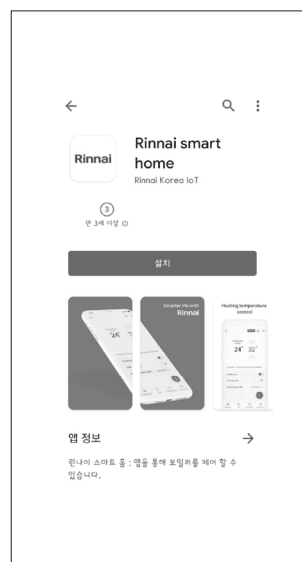 Rinnai
Rinnai smart
home
Rinnai Korea IoT
3
만 3세 이상
설치
24°
Smarter life with
Rinnai
Heating temperature
control
24° 32°
앱 정보
린나이 스마트 홈 : 앱을 통해 보일러를 제어 할 수
있습니다.